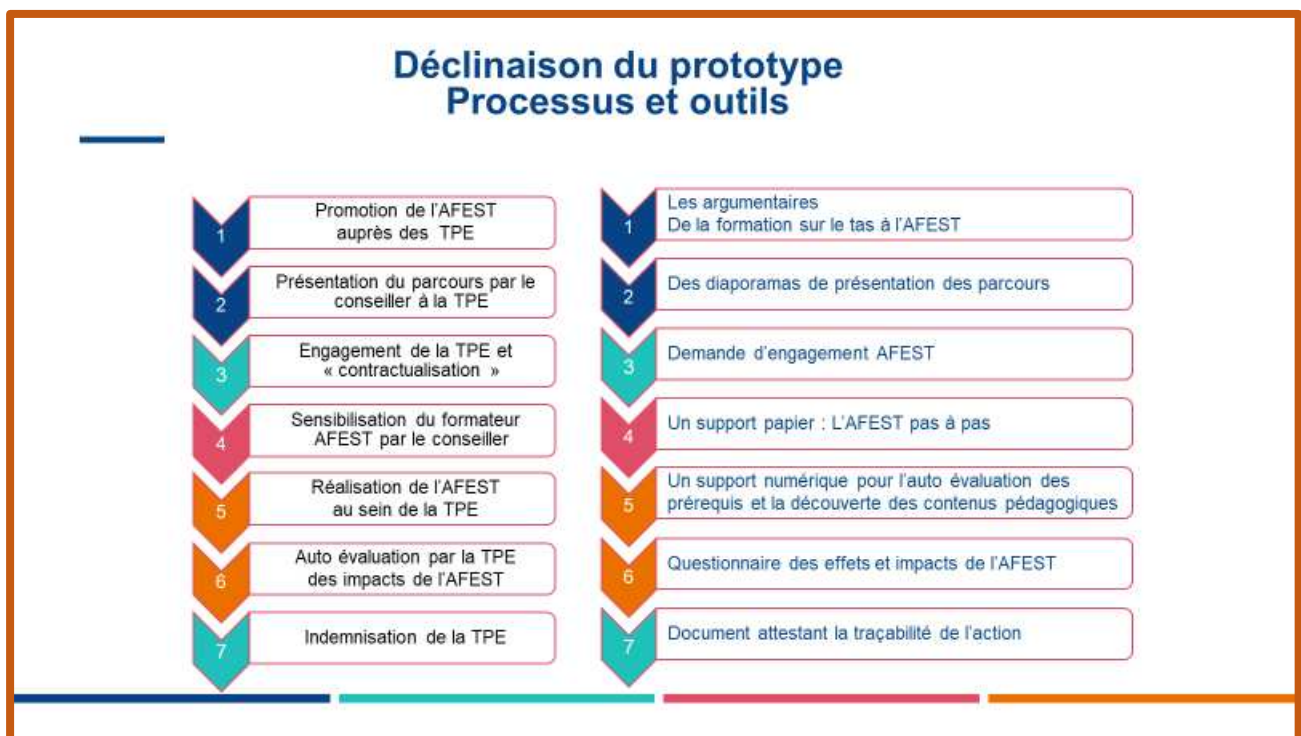 Déclinaison du prototype
Processus et outils
1
Promotion de l'AFEST
auprès des TPE
2
Présentation du parcours par le
conseiller à la TPE
3
Engagement de la TPE et
« contractualisation »
4
Sensibilisation du formateur
AFEST par le conseiller
5
Réalisation de l'AFEST
au sein de la TPE
6
Auto évaluation par la TPE
des impacts de l'AFEST
7
Indemnisation de la TPE
1
Les argumentaires
De la formation sur le tas à l'AFEST
2
Des diaporamas de présentation des parcours
3
Demande d'engagement AFEST
4
Un support papier : L'AFEST pas à pas
5
Un support numérique pour l'auto évaluation des
prérequis et la découverte des contenus pédagogiques
6
Questionnaire des effets et impacts de l'AFEST
7
Document attestant la traçabilité de l'action